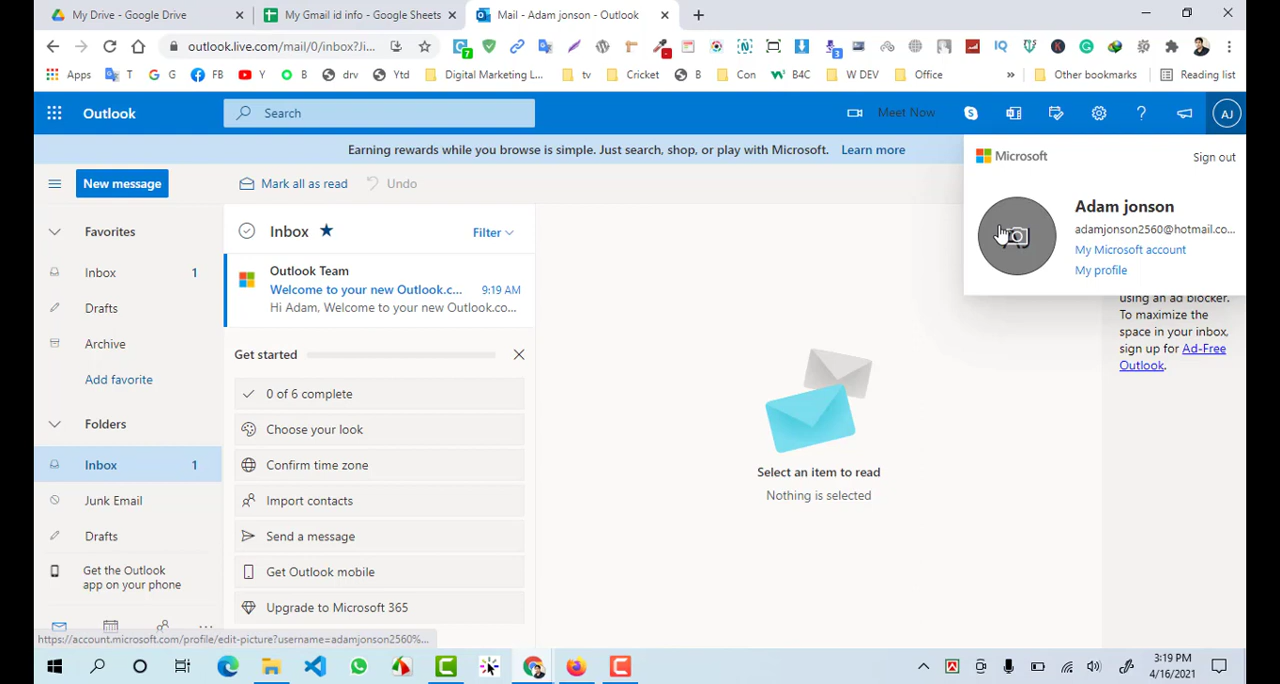 My Drive - Google Drive
My Gmail id info - Google Sheets
Mail - Adam jonson - Outlook
outlook.live.com/mail/0/inbox?Ji...
Apps
T
G
FB
Y
B
drv
Ytd
Digital Marketing L...
tv
Cricket
B
Con
B4C
W DEV
Office
»
Other bookmarks
Reading list
Outlook
Search
Meet Now
AJ
Earning rewards while you browse is simple. Just search, shop, or play with Microsoft. Learn more
Microsoft
Sign out
Adam jonson
adamjonson2560@hotmail.co...
My Microsoft account
My profile
New message
Mark all as read
Undo
Favorites
Inbox 1
Drafts
Archive
Add favorite
Folders
Inbox 1
Junk Email
Drafts
Get the Outlook
app on your phone
Inbox
Filter
Outlook Team
Welcome to your new Outlook.c... 9:19 AM
Hi Adam, Welcome to your new Outlook.co...
Get started
0 of 6 complete
Choose your look
Confirm time zone
Import contacts
Send a message
Get Outlook mobile
Upgrade to Microsoft 365
Select an item to read
Nothing is selected
using an ad blocker.
To maximize the
space in your inbox,
sign up for Ad-Free
Outlook.
https://account.microsoft.com/profile/edit-picture?username=adamjonson2560%...
3:19 PM
4/16/2021